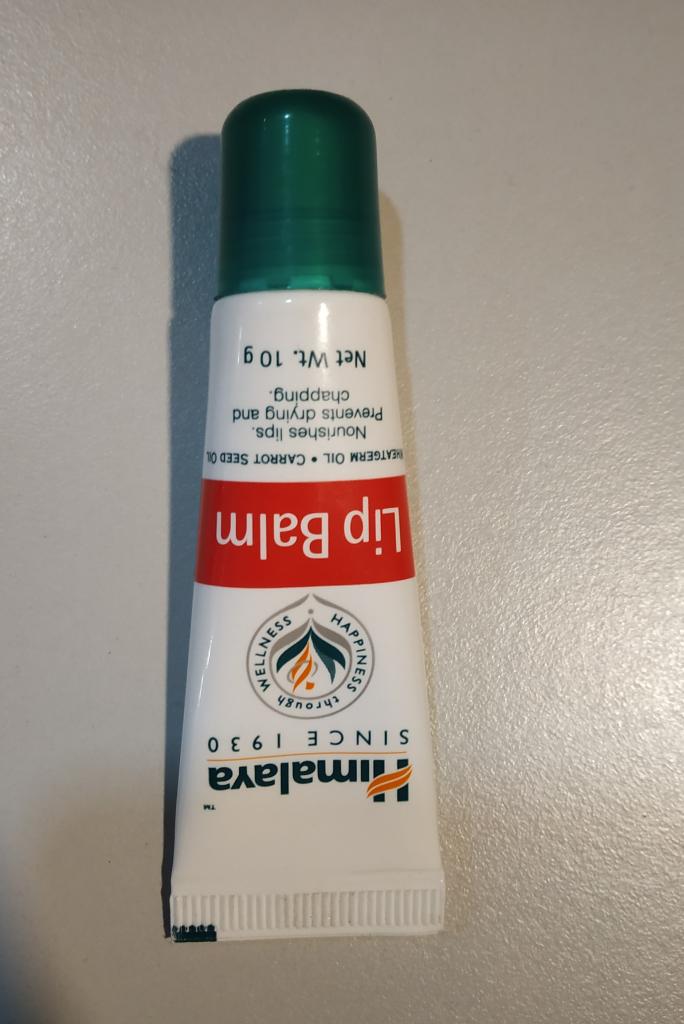 ™
Himalaya
SINCE 1930
HAPPINESS through WELLNESS
Lip Balm
WHEATGERM OIL • CARROT SEED OIL
Nourishes lips.
Prevents drying and
chapping.
Net Wt. 10 g